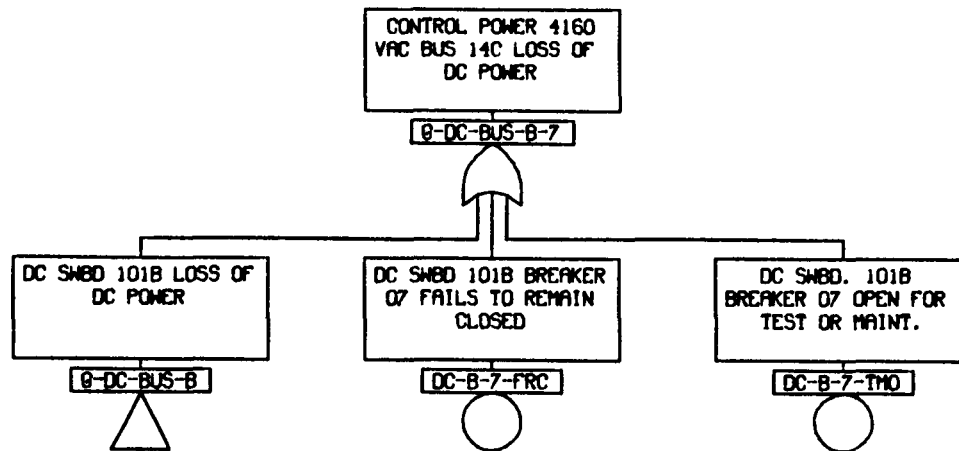 CONTROL POWER 4160
VAC BUS 14C LOSS OF
DC POWER
@-DC-BUS-B-7
DC SWBD 101B LOSS OF
DC POWER
@-DC-BUS-B
DC SWBD 101B BREAKER
07 FAILS TO REMAIN
CLOSED
DC-B-7-FRC
DC SWBD. 101B
BREAKER 07 OPEN FOR
TEST OR MAINT.
DC-B-7-TMO